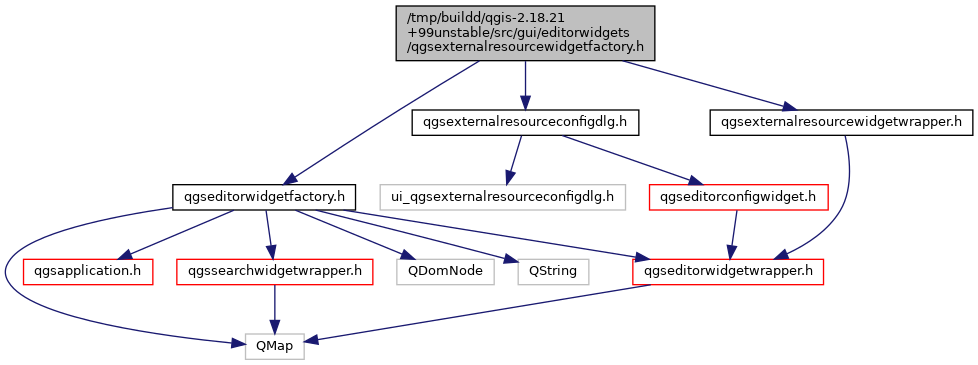 /tmp/buildd/qgis-2.18.21
+99unstable/src/gui/editorwidgets
/qgsexternalresourcewidgetfactory.h
qgsexternalresourceconfigdlg.h
qgsexternalresourcewidgetwrapper.h
qgseditorwidgetfactory.h
ui_qgsexternalresourceconfigdlg.h
qgseditorconfigwidget.h
qgsapplication.h
qgssearchwidgetwrapper.h
QDomNode
QString
qgseditorwidgetwrapper.h
QMap